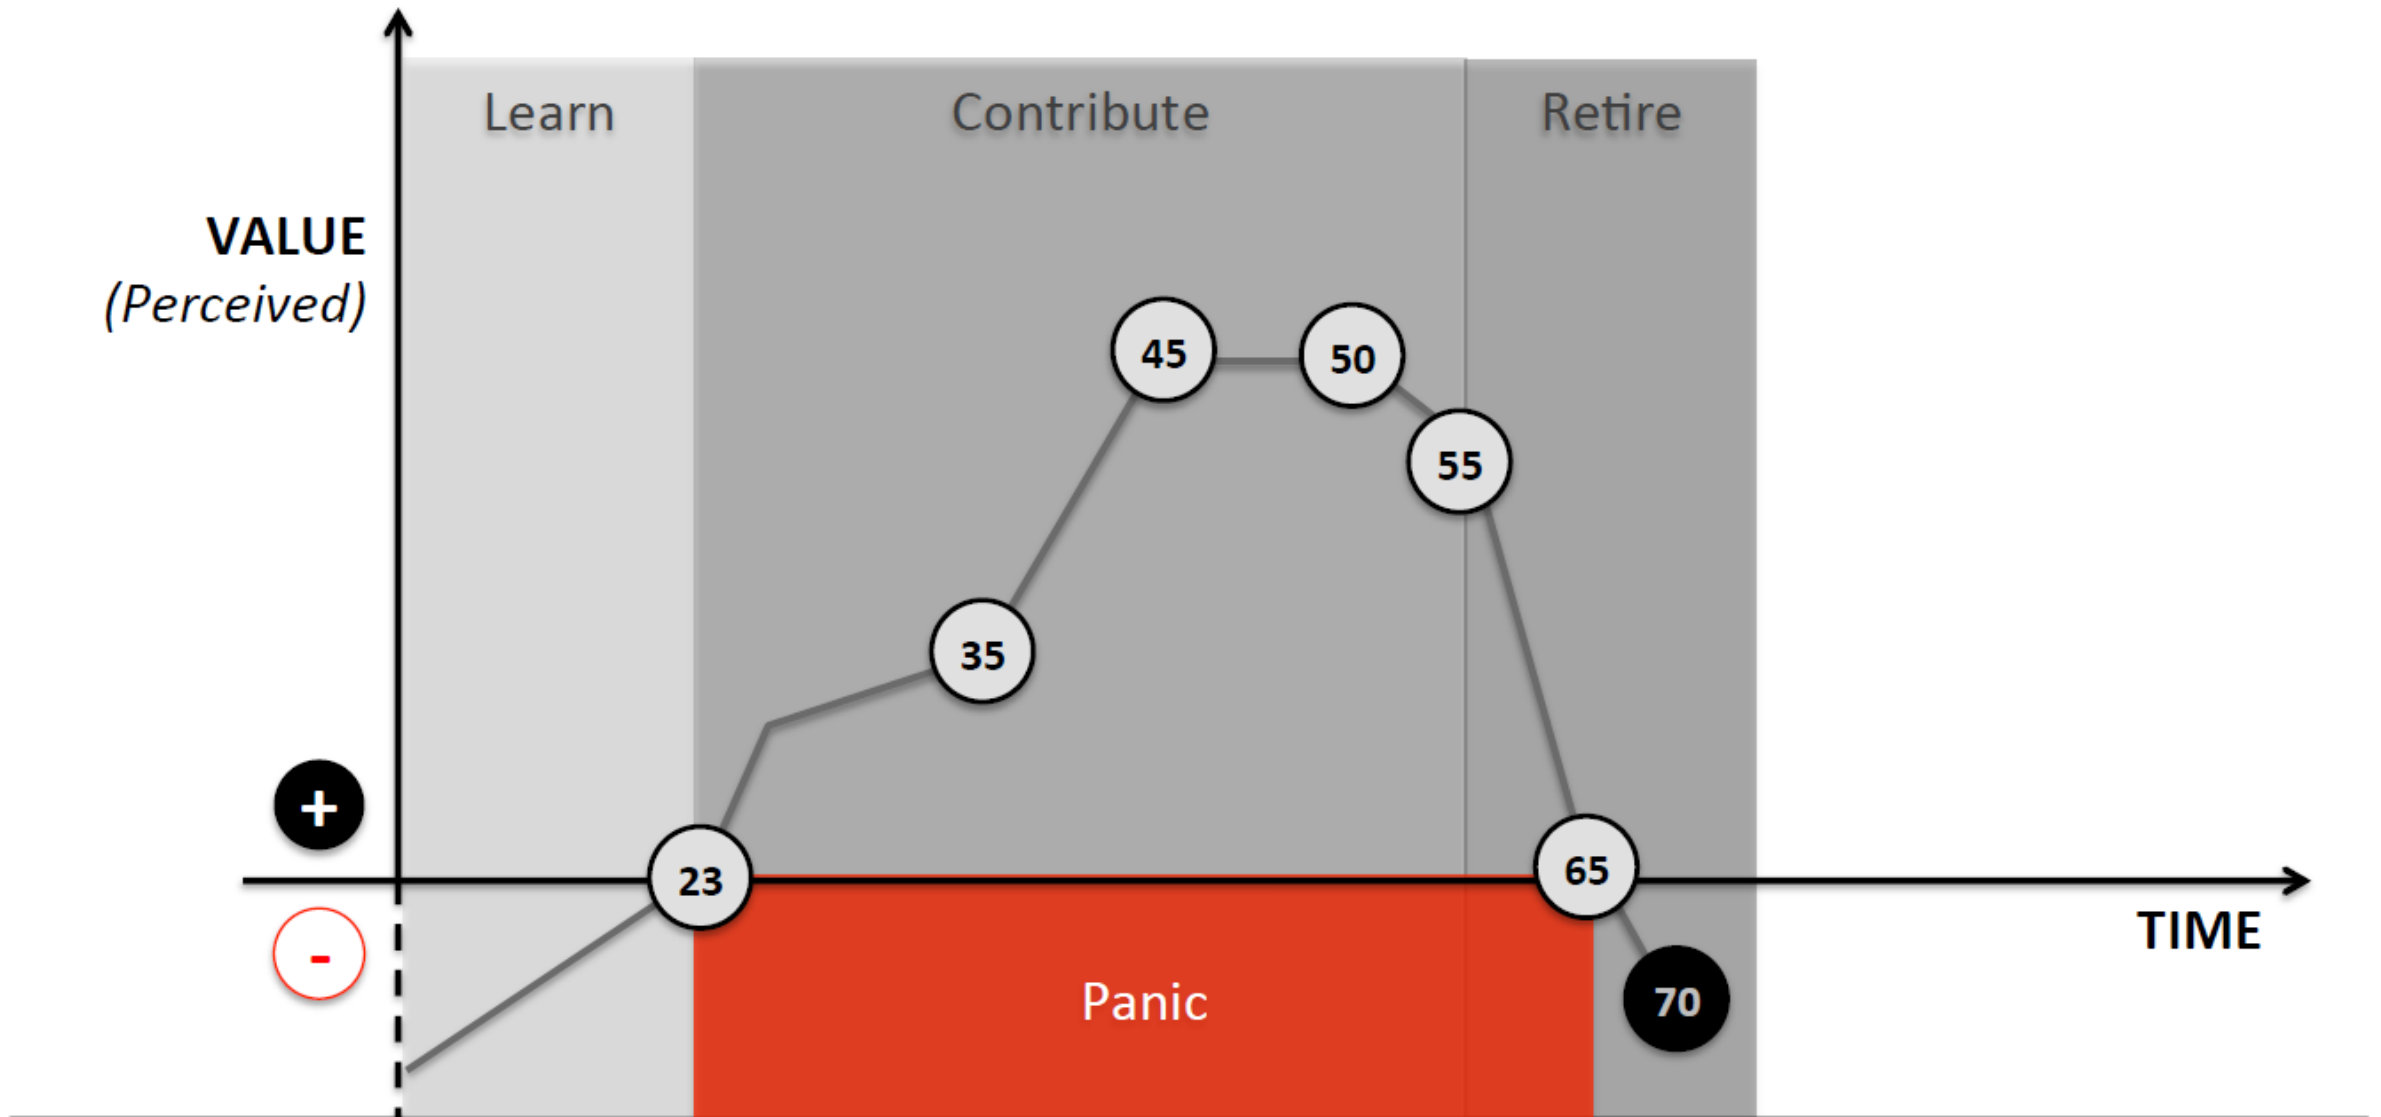 Learn
Contribute
Retire
VALUE
(Perceived)
45
50
55
35
+
23
65
-
TIME
Panic
70